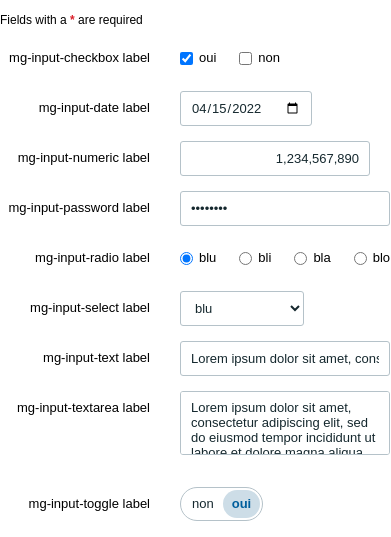 Fields with a * are required
mg-input-checkbox label oui non
mg-input-date label 04/15/2022
mg-input-numeric label 1,234,567,890
mg-input-password label ••••••••
mg-input-radio label blu bli bla blo
mg-input-select label blu
mg-input-text label Lorem ipsum dolor sit amet, cons
mg-input-textarea label Lorem ipsum dolor sit amet,
consectetur adipiscing elit, sed
do eiusmod tempor incididunt ut
labore et dolore magna aliqua
mg-input-toggle label non oui